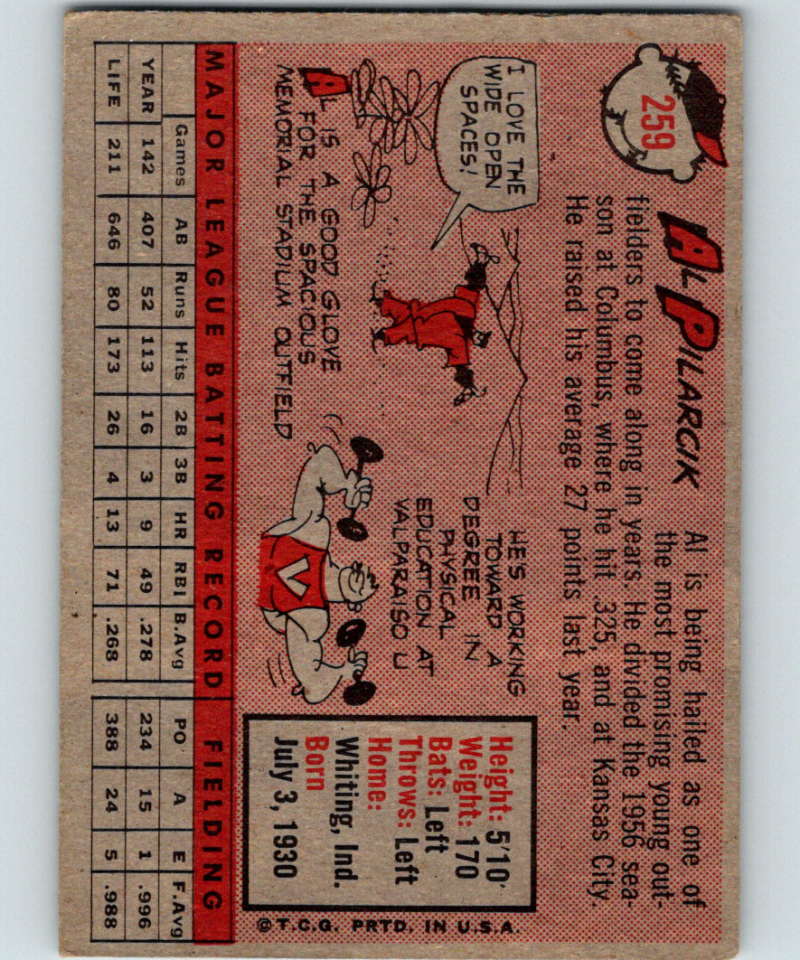 259
AL PILARCIK
Al is being hailed as one of
the most promising young out-
fielders to come along in years. He divided the 1956 sea-
son at Columbus, where he hit .325, and at Kansas City.
He raised his average 27 points last year.
I LOVE THE
WIDE OPEN
SPACES!
AL IS A GOOD GLOVE
FOR THE SPACIOUS
MEMORIAL STADIUM OUTFIELD
HE'S WORKING
TOWARD A
DEGREE IN
PHYSICAL
EDUCATION AT
VALPARAISO U
V
Height: 5'10"
Weight: 170
Bats: Left
Throws: Left
Home:
Whiting, Ind.
Born
July 3, 1930
©T.C.G. PRTD. IN U.S.A.
MAJOR LEAGUE BATTING RECORD FIELDING
Games AB Runs Hits 2B 3B HR RBI B.Avg PO A E F.Avg
YEAR 142 407 52 113 16 3 9 49 .278 234 15 1 .996
LIFE 211 646 80 173 26 4 13 71 .268 388 24 5 .988